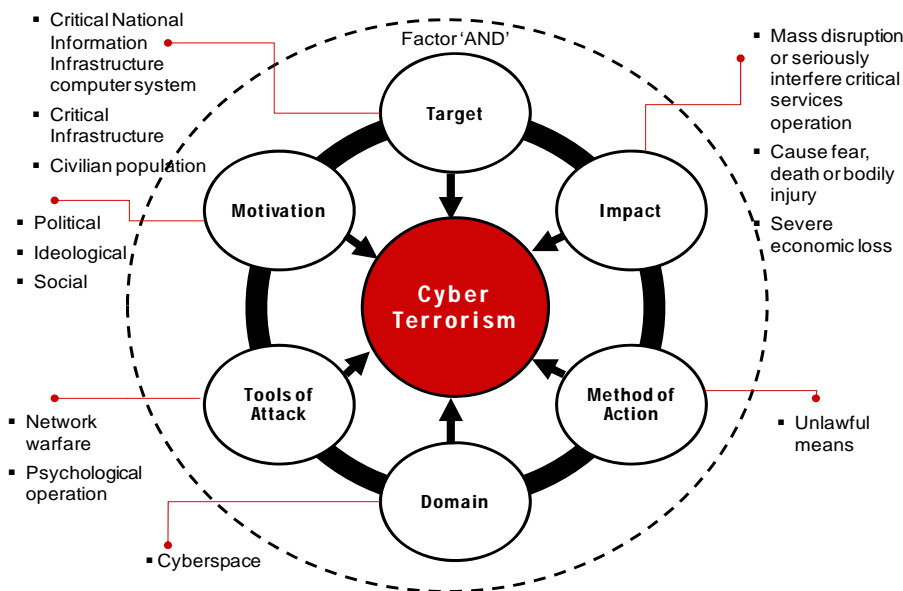 ▪ Critical National
Information
Infrastructure
computer system
▪ Critical
Infrastructure
▪ Civilian population
Factor ‘AND’
▪ Mass disruption
or seriously
interfere critical
services
operation
▪ Cause fear,
death or bodily
injury
▪ Severe
economic loss
Target
Motivation
Impact
▪ Political
▪ Ideological
▪ Social
Cyber
Terrorism
Tools of
Attack
Method of
Action
▪ Network
warfare
▪ Psychological
operation
▪ Unlawful
means
Domain
▪ Cyberspace